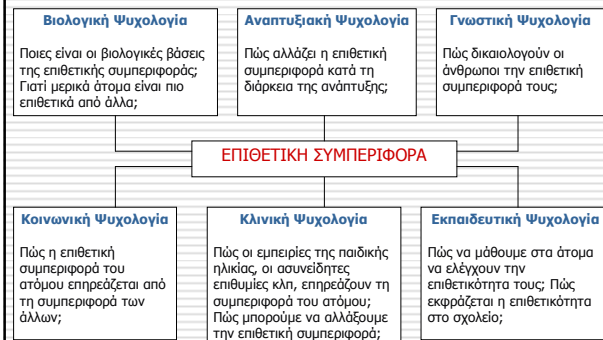 Βιολογική Ψυχολογία
Ποιες είναι οι βιολογικές βάσεις
της επιθετικής συμπεριφοράς;
Γιατί μερικά άτομα είναι πιο
επιθετικά από άλλα;
Αναπτυξιακή Ψυχολογία
Πώς αλλάζει η επιθετική
συμπεριφορά κατά τη
διάρκεια της ανάπτυξης;
Γνωστική Ψυχολογία
Πώς δικαιολογούν οι
άνθρωποι την επιθετική
συμπεριφορά τους;
ΕΠΙΘΕΤΙΚΗ ΣΥΜΠΕΡΙΦΟΡΑ
Κοινωνική Ψυχολογία
Πώς η επιθετική
συμπεριφορά του
ατόμου επηρεάζεται από
τη συμπεριφορά των
άλλων;
Κλινική Ψυχολογία
Πώς οι εμπειρίες της παιδικής
ηλικίας, οι ασυνείδητες
επιθυμίες κλπ, επηρεάζουν τη
συμπεριφορά του ατόμου;
Πώς μπορούμε να αλλάξουμε
την επιθετική συμπεριφορά;
Εκπαιδευτική Ψυχολογία
Πώς να μάθουμε στα άτομα
να ελέγχουν την
επιθετικότητα τους; Πώς
εκφράζεται η επιθετικότητα
στο σχολείο;